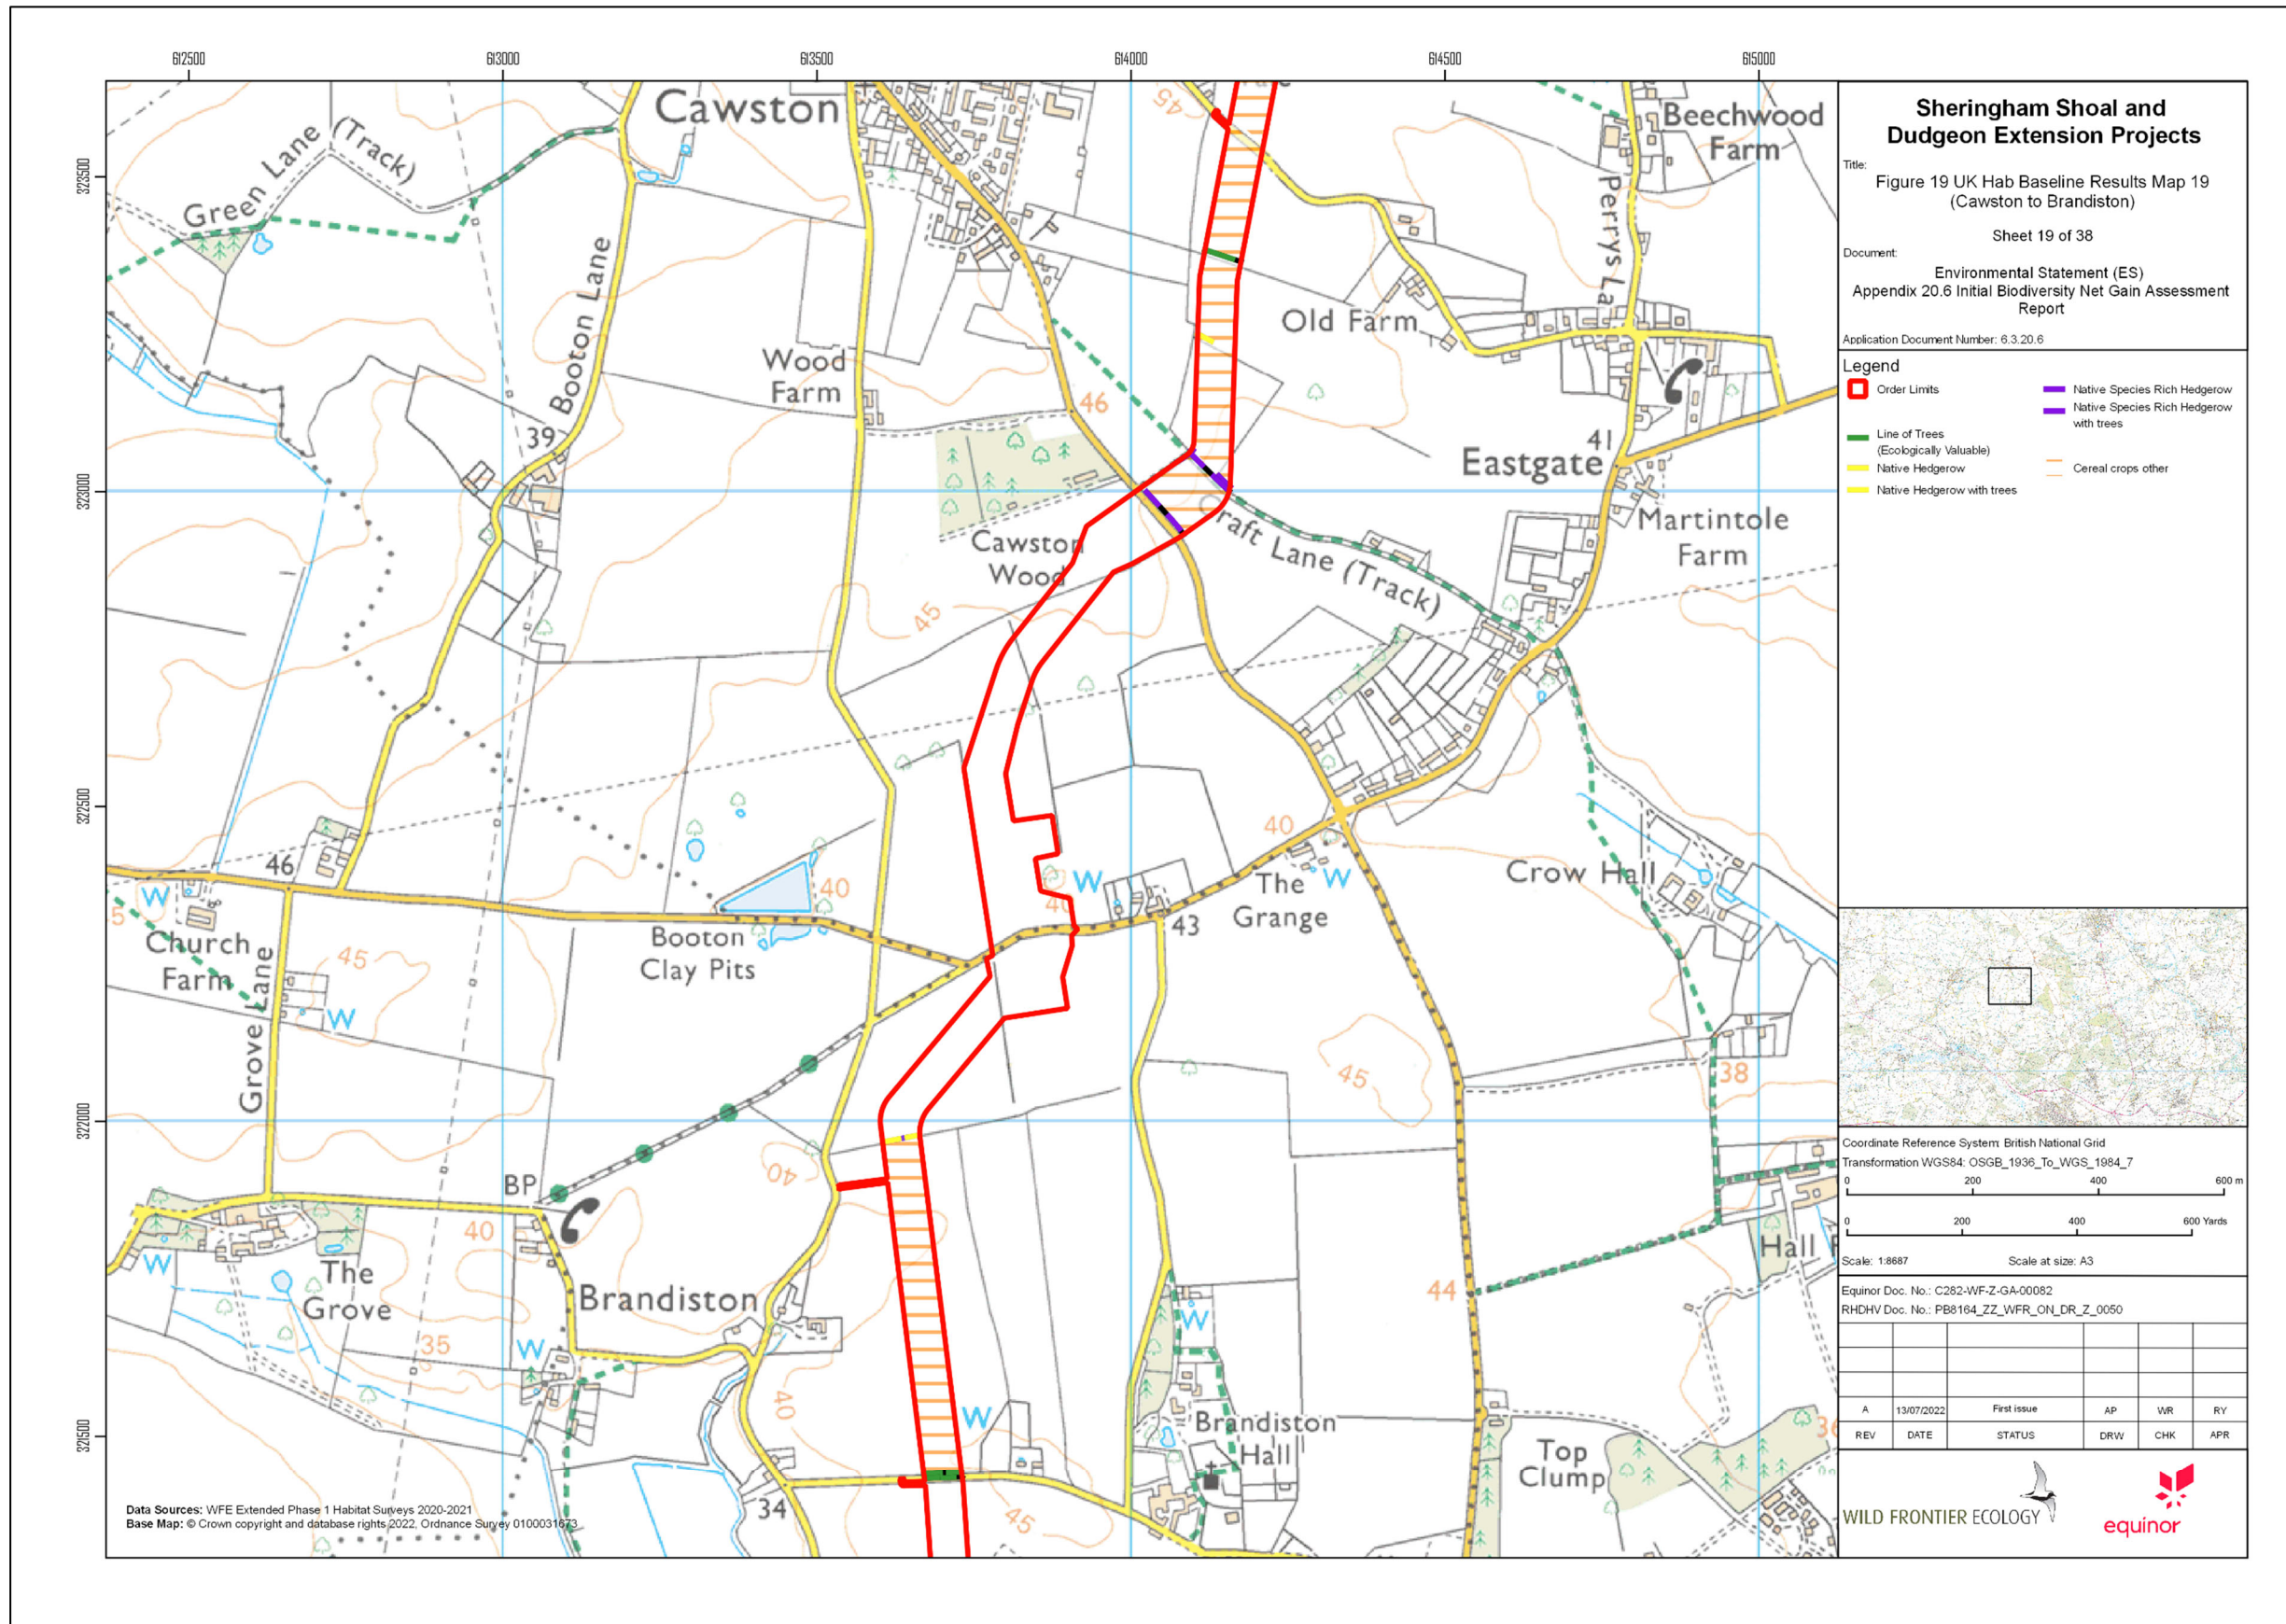 612500
613000
613500
614000
614500
615000
323500
323000
322500
322000
321500
Cawston
45
Green Lane (Track)
Booton Lane
Beechwood
Farm
Perrys La
Old Farm
Wood
Farm
46
39
41
Eastgate
Martintole
Farm
Cawston
Wood
Craft Lane (Track)
45
46
40
W
40
W
The
Grange
Crow Hall
W
43
Church
Farm
45
Booton
Clay Pits
W
Grove Lane
45
38
40
BP
40
The
Grove
W
Brandiston
35
W
W
44
Hall
40
W
Brandiston
Hall
Top
Clump
34
45
Data Sources: WFE Extended Phase 1 Habitat Surveys 2020-2021
Base Map: © Crown copyright and database rights 2022, Ordnance Survey 0100031673
Sheringham Shoal and
Dudgeon Extension Projects
Title:
Figure 19 UK Hab Baseline Results Map 19
(Cawston to Brandiston)
Sheet 19 of 38
Document:
Environmental Statement (ES)
Appendix 20.6 Initial Biodiversity Net Gain Assessment
Report
Application Document Number: 6.3.20.6
Legend
Order Limits
Line of Trees
(Ecologically Valuable)
Native Hedgerow
Native Hedgerow with trees
Native Species Rich Hedgerow
Native Species Rich Hedgerow
with trees
Cereal crops other
Coordinate Reference System: British National Grid
Transformation WGS84: OSGB_1936_To_WGS_1984_7
0 200 400 600 m
0 200 400 600 Yards
Scale: 1:8687 Scale at size: A3
Equinor Doc. No.: C282-WF-Z-GA-00082
RHDHV Doc. No.: PB8164_ZZ_WFR_ON_DR_Z_0050
A 13/07/2022 First issue AP WR RY
REV DATE STATUS DRW CHK APR
WILD FRONTIER ECOLOGY
equinor